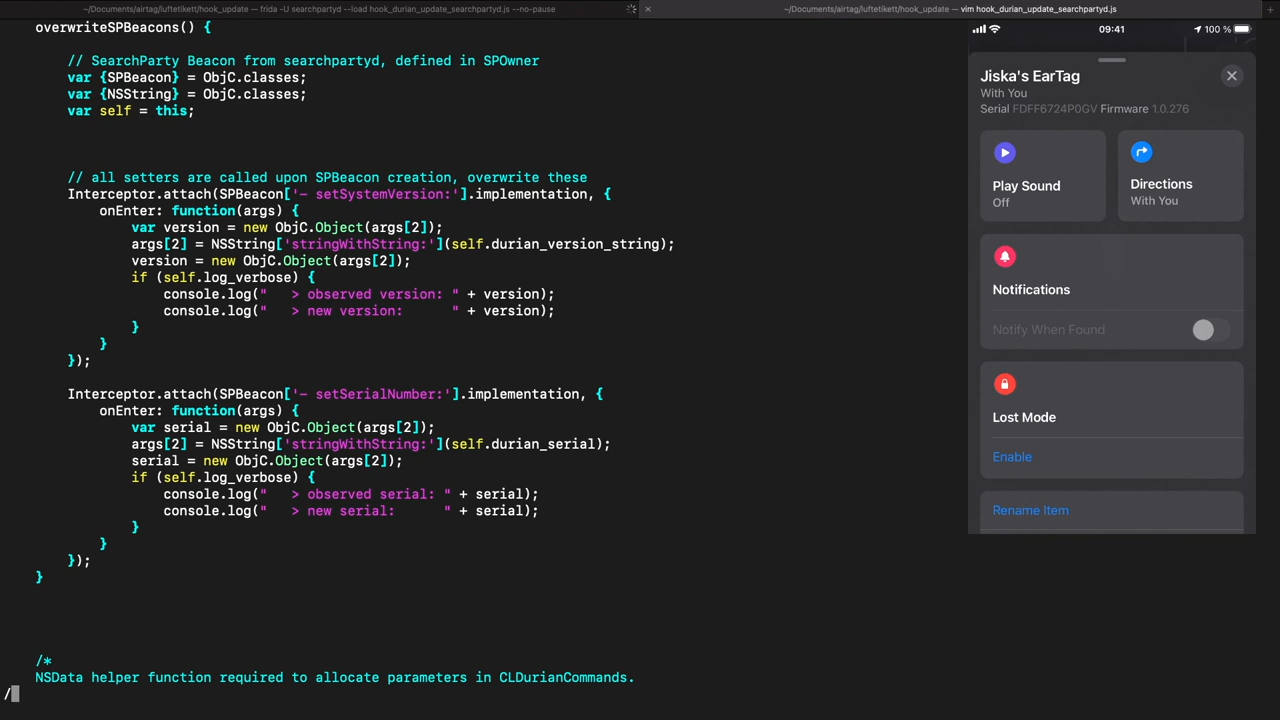 ~/Documents/airtag/luftetikett/hook_update — frida -U searchpartyd --load hook_durian_update_searchpartyd.js --no-pause
~/Documents/airtag/luftetikett/hook_update — vim hook_durian_update_searchpartyd.js
overwriteSPBeacons() {
// SearchParty Beacon from searchpartyd, defined in SPOwner
var {SPBeacon} = ObjC.classes;
var {NSString} = ObjC.classes;
var self = this;
// all setters are called upon SPBeacon creation, overwrite these
Interceptor.attach(SPBeacon['- setSystemVersion:'].implementation, {
onEnter: function(args) {
var version = new ObjC.Object(args[2]);
args[2] = NSString['stringWithString:'](self.durian_version_string);
version = new ObjC.Object(args[2]);
if (self.log_verbose) {
console.log("   > observed version: " + version);
console.log("   > new version:      " + version);
}
}
});
Interceptor.attach(SPBeacon['- setSerialNumber:'].implementation, {
onEnter: function(args) {
var serial = new ObjC.Object(args[2]);
args[2] = NSString['stringWithString:'](self.durian_serial);
serial = new ObjC.Object(args[2]);
if (self.log_verbose) {
console.log("   > observed serial: " + serial);
console.log("   > new serial:      " + serial);
}
}
});
}
/*
NSData helper function required to allocate parameters in CLDurianCommands.
/
09:41
100 %
Jiska's EarTag
With You
Serial FDFF6724P0GV Firmware 1.0.276
Play Sound
Off
Directions
With You
Notifications
Notify When Found
Lost Mode
Enable
Rename Item